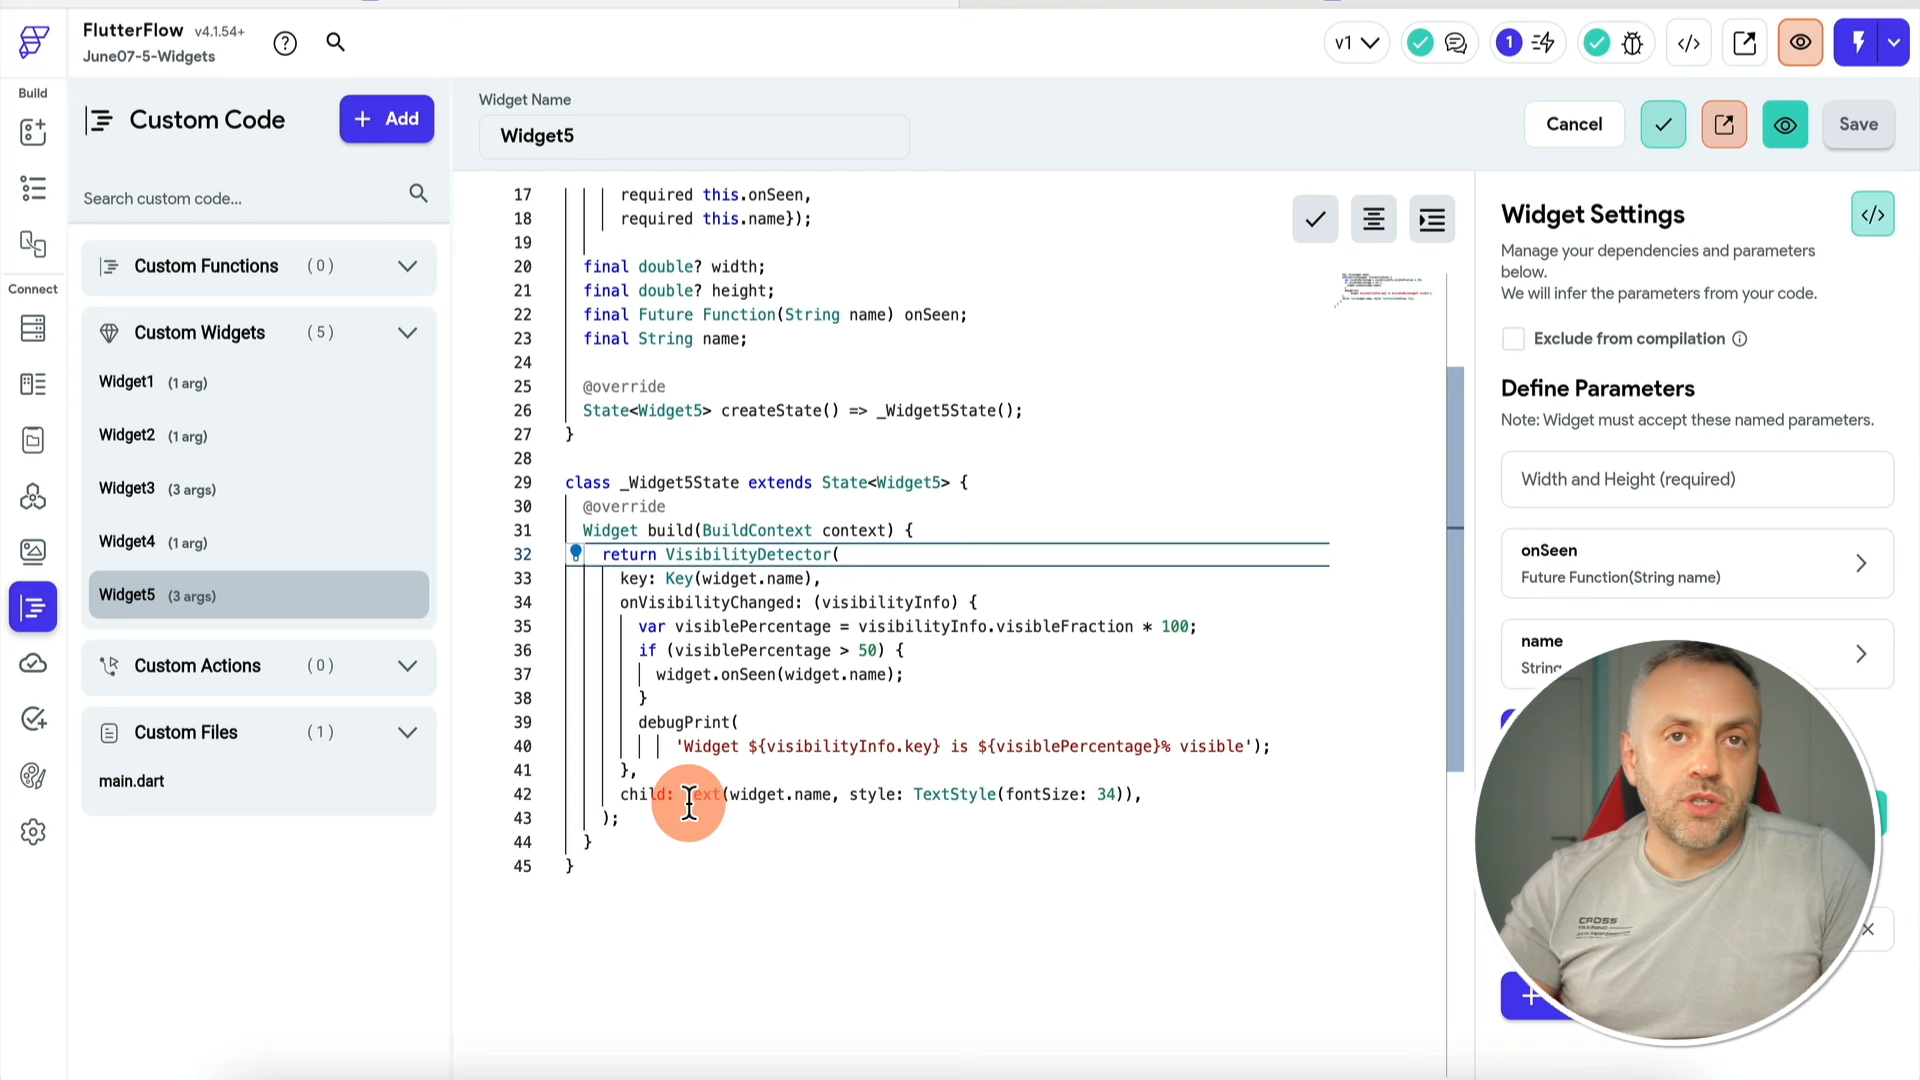 FlutterFlow v4.1.54+
June07-5-Widgets
v1
1
Build
Connect
Custom Code
+ Add
Search custom code...
Custom Functions (0)
Custom Widgets (5)
Widget1 (1 arg)
Widget2 (1 arg)
Widget3 (3 args)
Widget4 (1 arg)
Widget5 (3 args)
Custom Actions (0)
Custom Files (1)
main.dart
Widget Name
Widget5
Cancel
Save
17 required this.onSeen,
18 required this.name});
19
20 final double? width;
21 final double? height;
22 final Future Function(String name) onSeen;
23 final String name;
24
25 @override
26 State<Widget5> createState() => _Widget5State();
27 }
28
29 class _Widget5State extends State<Widget5> {
30 @override
31 Widget build(BuildContext context) {
32 return VisibilityDetector(
33 key: Key(widget.name),
34 onVisibilityChanged: (visibilityInfo) {
35 var visiblePercentage = visibilityInfo.visibleFraction * 100;
36 if (visiblePercentage > 50) {
37 widget.onSeen(widget.name);
38 }
39 debugPrint(
40 'Widget ${visibilityInfo.key} is ${visiblePercentage}% visible');
41 },
42 child: Text(widget.name, style: TextStyle(fontSize: 34)),
43 );
44 }
45 }
Widget Settings
Manage your dependencies and parameters
below.
We will infer the parameters from your code.
Exclude from compilation
Define Parameters
Note: Widget must accept these named parameters.
Width and Height (required)
onSeen
Future Function(String name)
name
String
CROSS
TRAINING